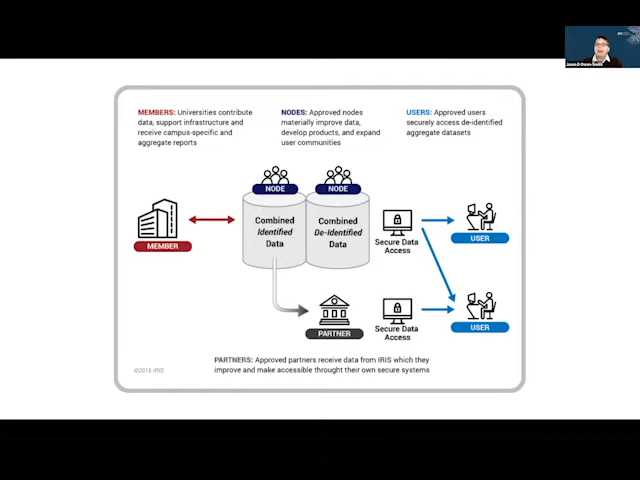 MEMBERS: Universities contribute
data, support infrastructure and
receive campus-specific and
aggregate reports
NODES: Approved nodes
materially improve data,
develop products, and expand
user communities
USERS: Approved users
securely access de-identified
aggregate datasets
NODE
NODE
Combined
Identified
Data
Combined
De-Identified
Data
MEMBER
Secure Data
Access
USER
PARTNER
Secure Data
Access
USER
PARTNERS: Approved partners receive data from IRIS which they
improve and make accessible throught their own secure systems
©2015 IRIS